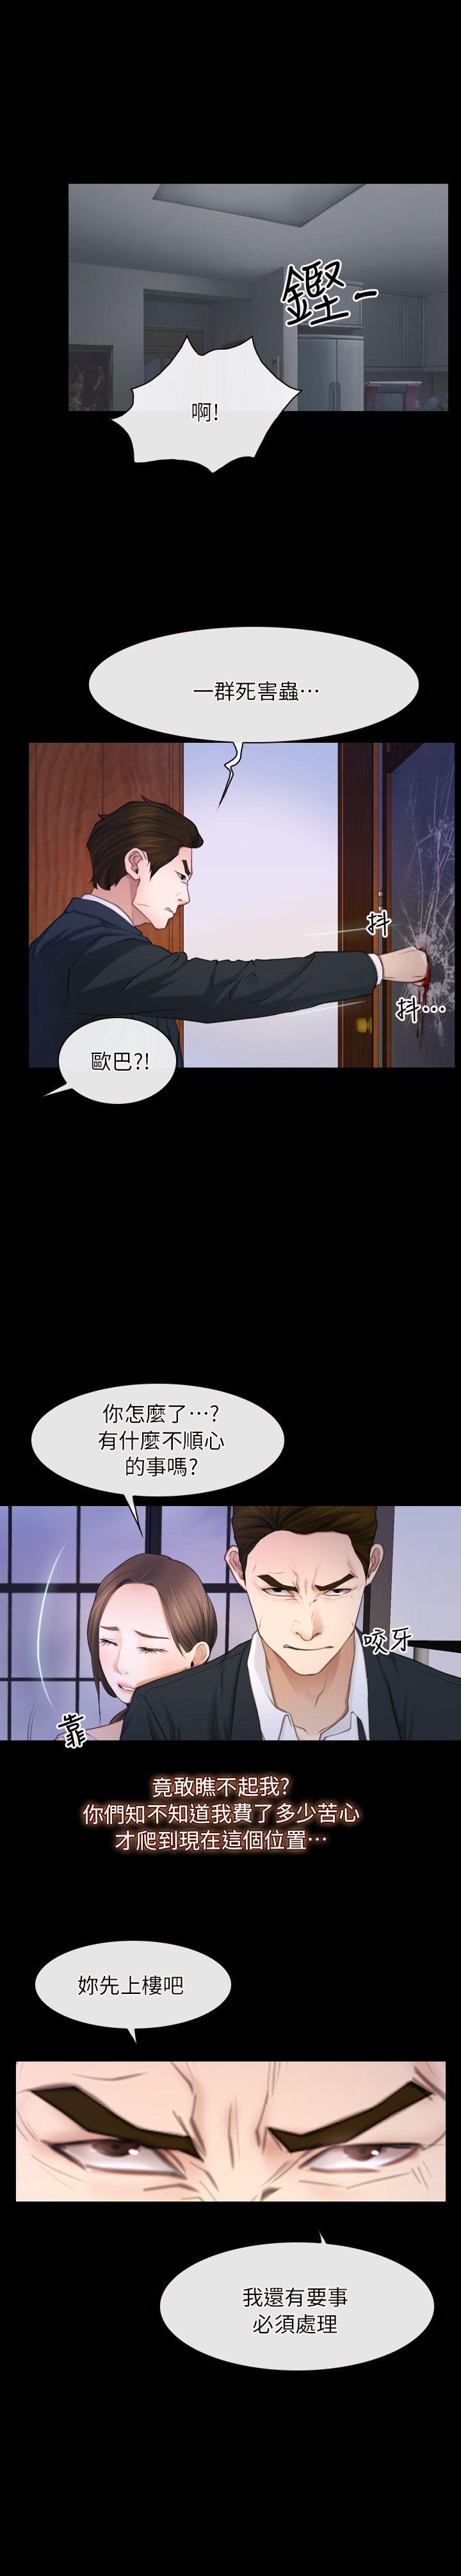 鏗-
啊!
一群死害蟲⋯
抖
抖⋯
歐巴?!
你怎麼了⋯?
有什麼不順心
的事嗎?
咬牙
靠
竟敢瞧不起我?
你們知不知道我費了多少苦心
才爬到現在這個位置⋯
妳先上樓吧
我還有要事
必須處理